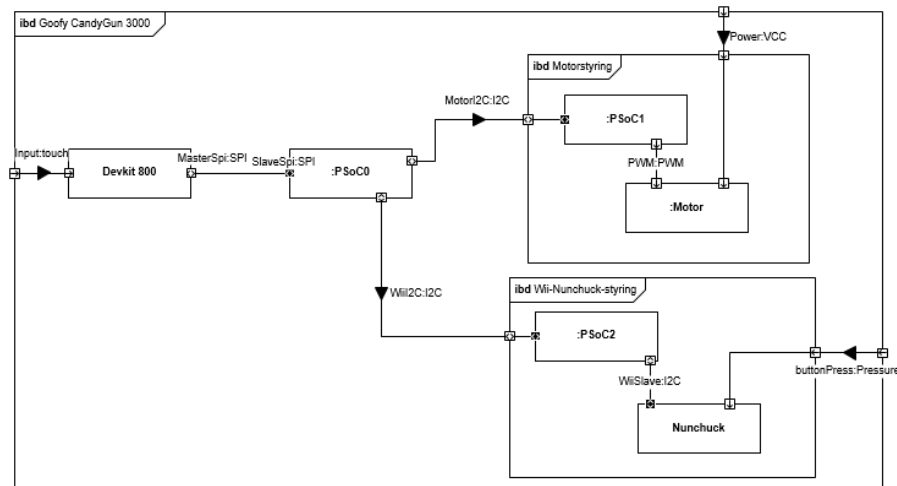 ibd Goofy CandyGun 3000
Power:VCC
ibd Motorstyring
MotorI2C:I2C
:PSoC1
Input:touch
MasterSpi:SPI
SlaveSpi:SPI
PWM:PWM
Devkit 800
:PSoC0
:Motor
ibd Wii-Nunchuck-styring
WiiI2C:I2C
:PSoC2
buttonPress:Pressure
WiiSlave:I2C
Nunchuck